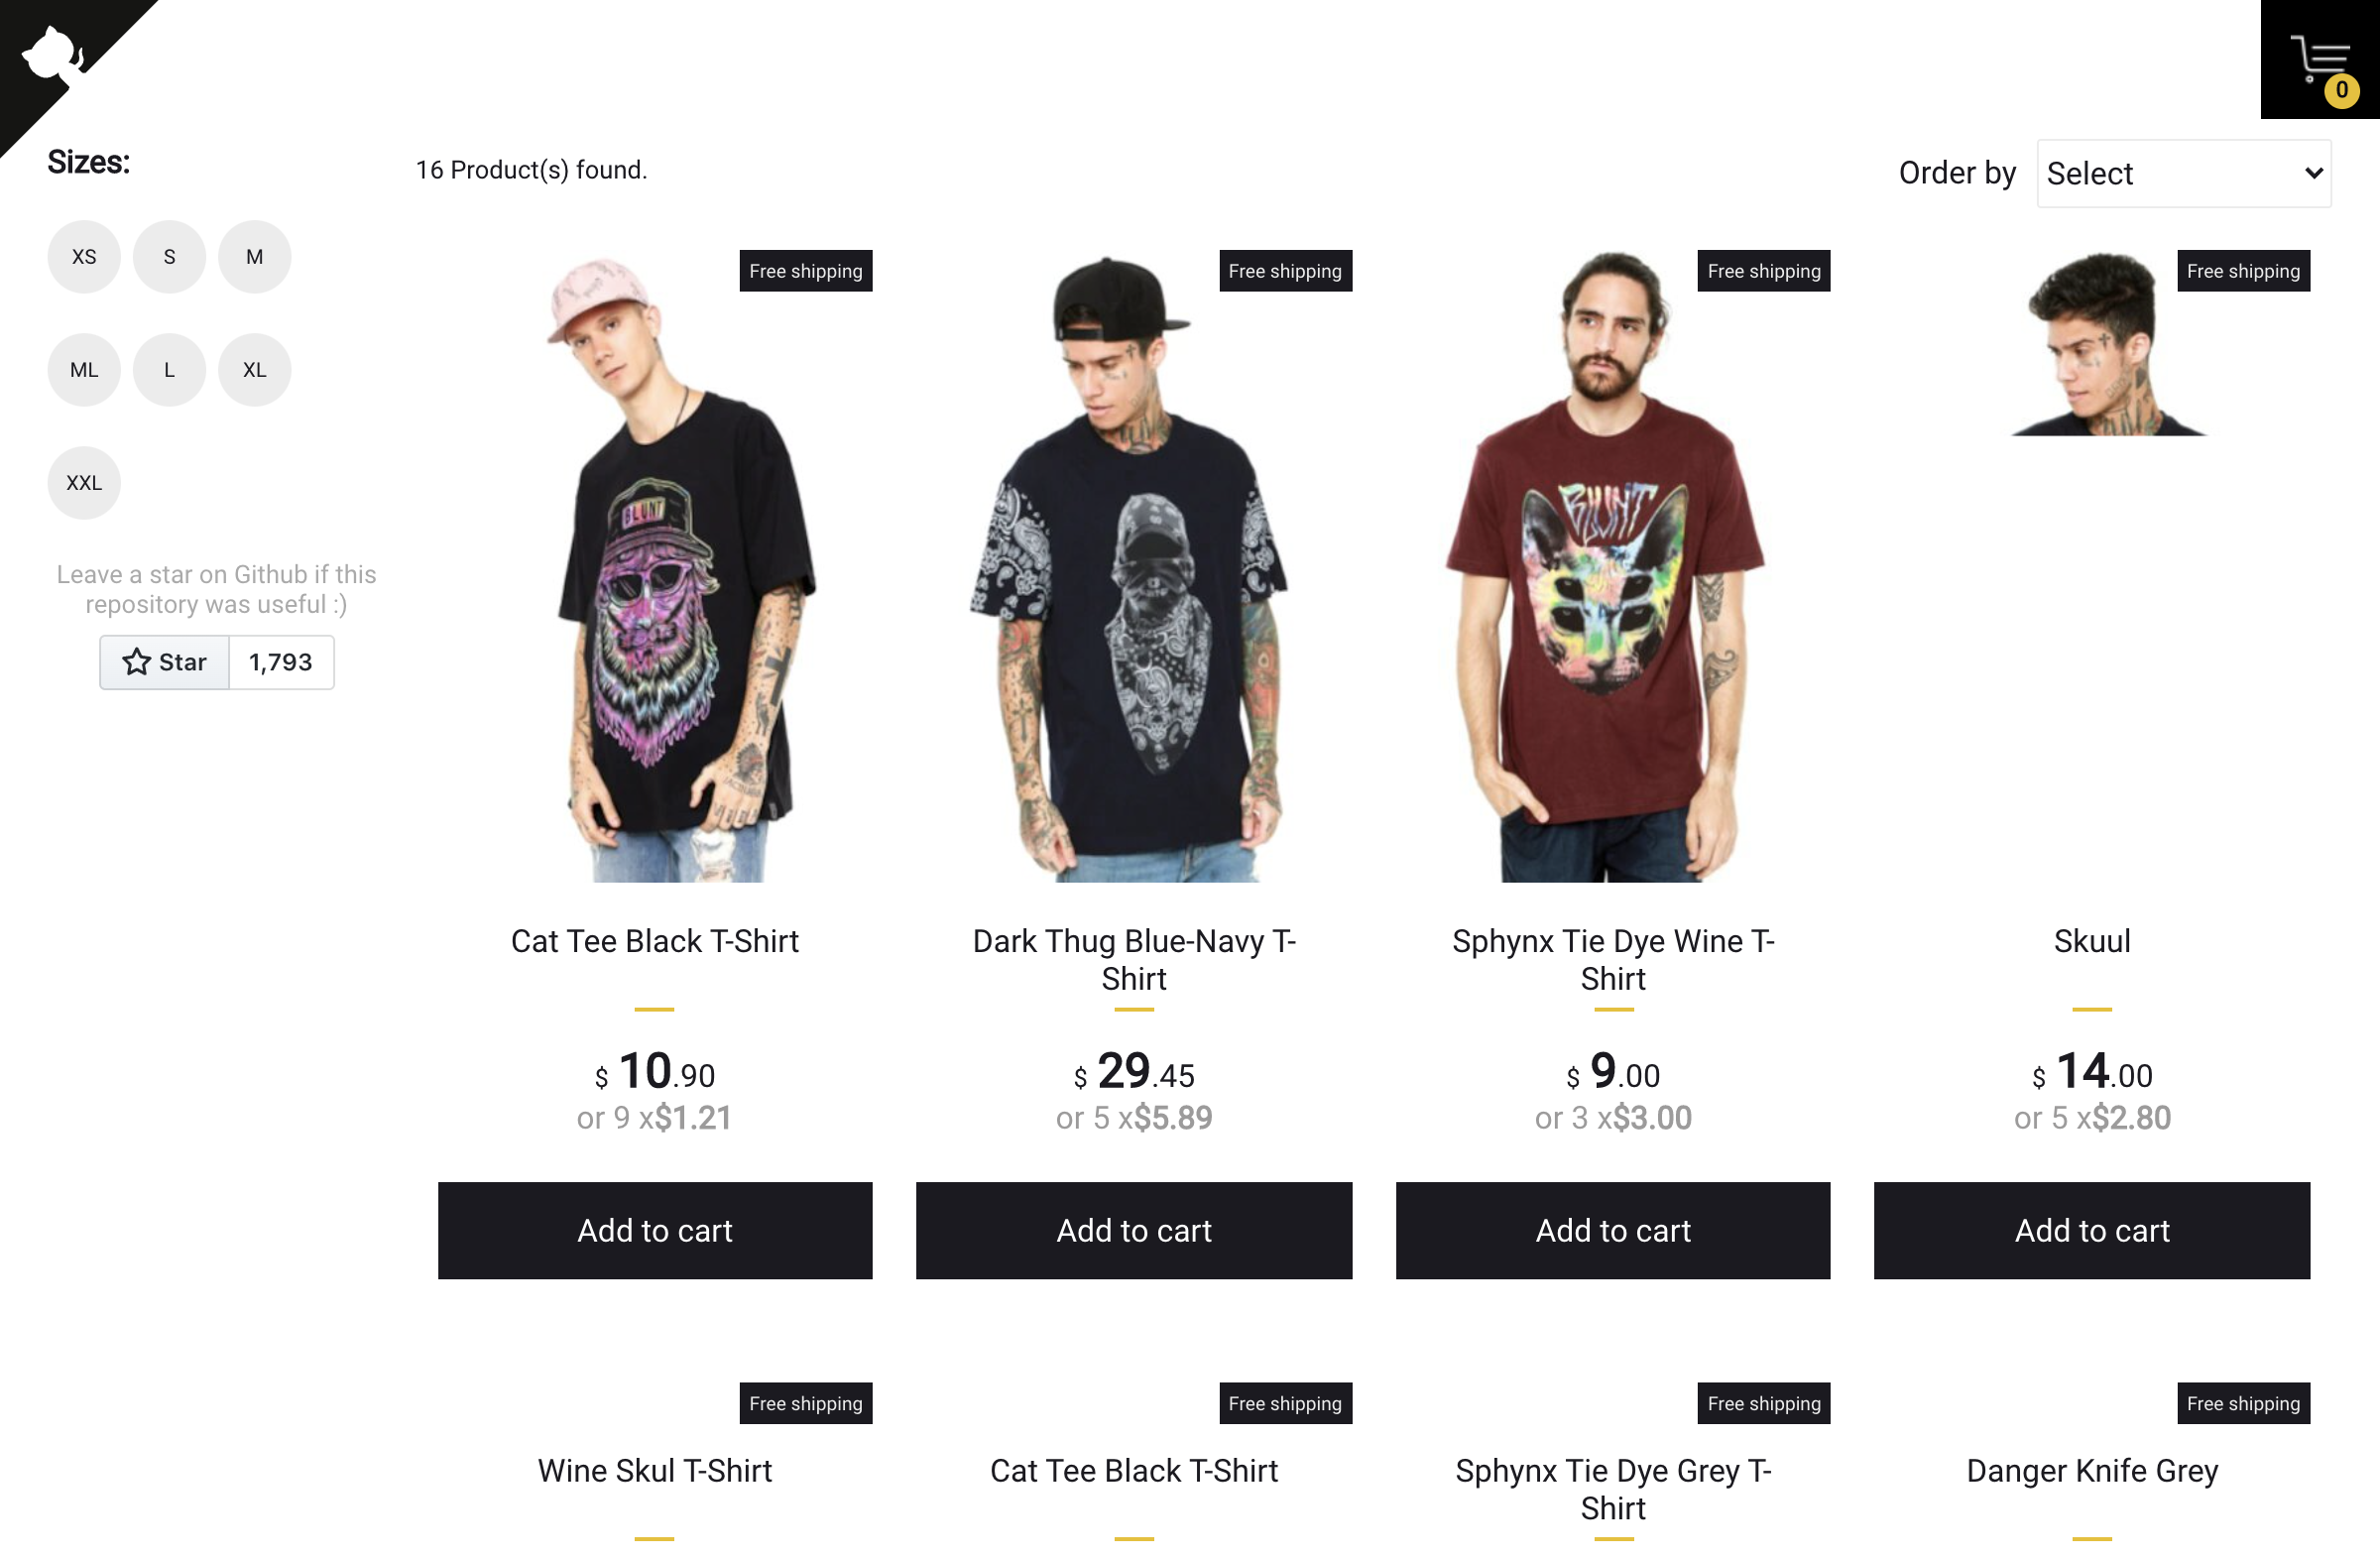 0
Sizes:
16 Product(s) found.
Order by
Select
XS
S
M
ML
L
XL
XXL
Leave a star on Github if this
repository was useful :)
Star
1,793
Free shipping
Free shipping
Free shipping
Free shipping
BLUNT
BLUNT
Cat Tee Black T-Shirt
Dark Thug Blue-Navy T-
Shirt
Sphynx Tie Dye Wine T-
Shirt
Skuul
$ 10.90
or 9 x$1.21
$ 29.45
or 5 x$5.89
$ 9.00
or 3 x$3.00
$ 14.00
or 5 x$2.80
Add to cart
Add to cart
Add to cart
Add to cart
Free shipping
Free shipping
Free shipping
Free shipping
Wine Skul T-Shirt
Cat Tee Black T-Shirt
Sphynx Tie Dye Grey T-
Shirt
Danger Knife Grey